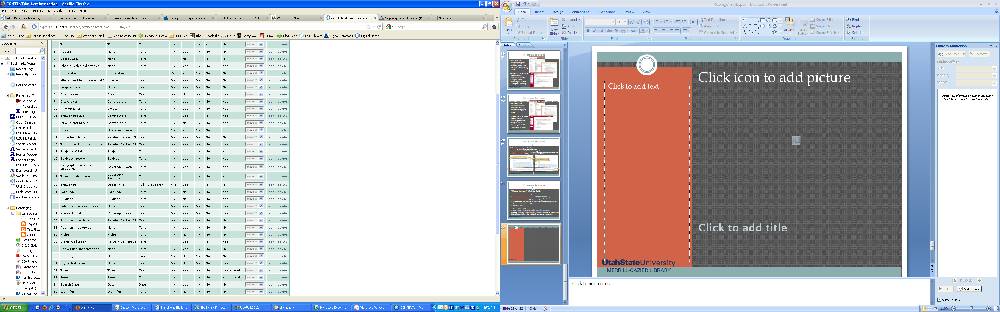 CONTENTdm Administration - Mozilla Firefox
File Edit View History Bookmarks Tools Help
Alan Dundes interview; :: ... Amy Shuman Interview Anne Pryor Interview Library of Congress LCCN ... IU Folklore Institute, 1987 WHFoods: Olives CONTENTdm Administration Mapping to Dublin Core (D... New Tab
digital.lib.usu.edu:81/cgi-bin/admin/editconf.exe?CISODB=/AFS Google
Most Visited Latest Headlines Job Site Woolcott Family Add to Wish List swagbucks.com LOD-LAM About | code4lib Pin It Getty AAT LCNAF ClassWeb USU Library Digital Commons Digital Library
Bookmarks
Search:
Bookmarks Toolbar
Bookmarks Menu
Recent Tags
Recently Book...
Get Bookmark ...
Bookmarks To...
Getting St...
Microsoft E...
User Login
CEUSJC Quick ...
Quick Search
USU Merrill-Ca...
USU Library In...
USU Digital Lib...
Special Collecti...
Welcome to Ut...
Human Resour...
Banner Login
USU HR Job Site
Dashboard - U...
WorldCat: Uta...
CONTENTdm A...
Utah Digital Ne...
Utah State His...
mwdlmetagroup
Cataloging
Cataloging...
LOD-LAM
Coyle's...
First th...
Go To ...
Classificati...
OCLC Bibli...
Cataloger'...
MARC - Bo...
300 Physic...
Extensions...
Cutter Tab...
npm3rd.pd...
Library of ...
Final.pdf (...
calhoun-re...
1 Title Title Text No Yes No Yes No move to edit | delete
2 Access None Text No Yes No No No move to edit | delete
3 Source URL None Text No Yes No No No move to edit | delete
4 What is in this collection? None Text No Yes No No Yes move to edit | delete
5 Description Description Text Yes Yes No No No move to edit | delete
6 Where can I find the original? Source Text No Yes No No No move to edit | delete
7 Original Date None Text No Yes No No No move to edit | delete
8 Interviewee Creator Text No No No No Yes move to edit | delete
9 Interviewer Contributors Text No Yes No No Yes move to edit | delete
10 Photographer Creator Text No Yes No No Yes move to edit | delete
11 Transcriptionist Contributors Text No Yes No No Yes move to edit | delete
12 Other Contributors Contributors Text No No No No Yes move to edit | delete
13 Place Coverage-Spatial Text No Yes No No Yes move to edit | delete
14 Collection Name Relation-Is Part Of Text No Yes No No No move to edit | delete
15 This collection is part of the Relation-Is Part Of Text No Yes No No Yes move to edit | delete
16 Subject-LCSH Subject Text No Yes No No Yes move to edit | delete
17 Subject-Keyword Subject Text No Yes No No Yes move to edit | delete
18 Geographic Locations discussed Coverage-Spatial Text No Yes No No Yes move to edit | delete
19 Time periods covered Coverage-Temporal Text No Yes No No Yes move to edit | delete
20 Transcript Description Full Text Search Yes Yes No No No move to edit | delete
21 Language Language Text No No No No Yes move to edit | delete
22 Publisher Publisher Text No No No No Yes move to edit | delete
23 Folklorist's Area of Focus None Text No Yes No No Yes move to edit | delete
24 Places Taught Coverage-Spatial Text No Yes No No Yes move to edit | delete
25 Additional versions Relation-Is Part Of Text No Yes No No No move to edit | delete
26 Additional resources None Text No Yes No No No move to edit | delete
27 Rights Rights Text No No No No No move to edit | delete
28 Digital Collection Relation-Is Part Of Text No Yes No No Yes move to edit | delete
29 Conversion specifications None Text No Yes No No No move to edit | delete
30 Date Digital None Date No No No No No move to edit | delete
31 Digital Publisher None Text No No No No Yes move to edit | delete
32 Type Type Text No Yes No No Yes-shared move to edit | delete
33 Format Format Text No Yes No No Yes-shared move to edit | delete
34 Search Date Date Date No Yes No No No move to edit | delete
35 Identifier Identifier Text No No No No No move to edit | delete
start 2 Firefox Inbox - Microsof... Symphony Biblio... SirsiDynix Symp... ULAFolk2012 Symphony Microsoft Excel ... Microsoft Power... CONTENTdm Pr... 64° 3:52 PM
RopingCheryl.pptx - Microsoft PowerPoint
Home Insert Design Animations Slide Show Review View
Paste Cut Copy Format Painter Clipboard
New Slide Layout Reset Delete Slides
23 Font
Text Direction Align Text Convert to SmartArt Paragraph
Arrange Quick Styles Shape Fill Shape Outline Shape Effects Drawing
Find Replace Select Editing
Slides Outline
18 Metadata decisions
19 Metadata decisions
20 Metadata decisions
21 Metadata decisions
22
Click to add text
Click icon to add picture
Click to add title
UtahStateUniversity
MERRILL-CAZIER LIBRARY
Click to add notes
Custom Animation
Add Effect Remove
Modify effect
Start:
Property:
Speed:
Select an element of the slide, then
click "Add Effect" to add animation.
Re-Order
Play Slide Show
AutoPreview
Slide 22 of 22 "Civic" 110%